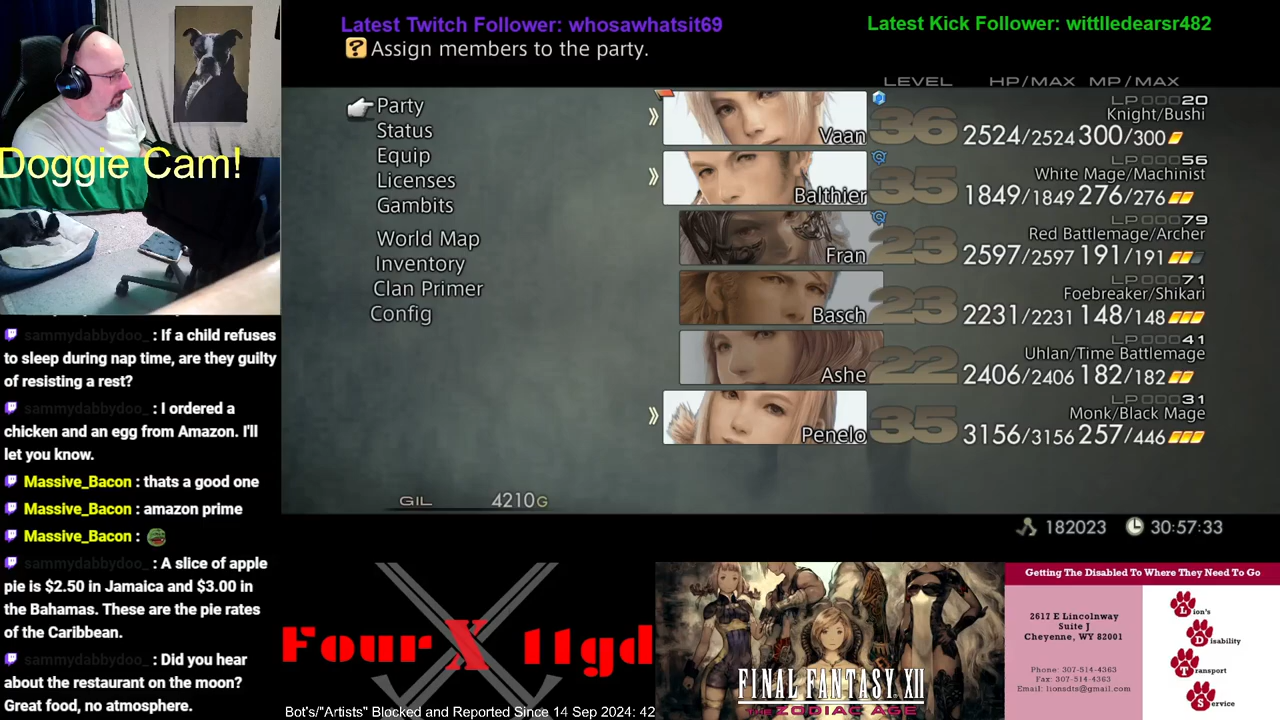 Latest Twitch Follower: whosawhatsit69
Latest Kick Follower: wittlledearsr482
? Assign members to the party.
LEVEL HP/MAX MP/MAX
Party
Status
Equip
Licenses
Gambits
World Map
Inventory
Clan Primer
Config
Vaan 36 2524/2524 300/300
LP 00020
Knight/Bushi
Balthier 35 1849/1849 276/276
LP 00056
White Mage/Machinist
Fran 23 2597/2597 191/191
LP 00079
Red Battlemage/Archer
Basch 23 2231/2231 148/148
LP 00071
Foebreaker/Shikari
Ashe 22 2406/2406 182/182
LP 00041
Uhlan/Time Battlemage
Penelo 35 3156/3156 257/446
LP 00031
Monk/Black Mage
GIL 4210G
182023 30:57:33
Doggie Cam!
sammydabbydoo_ : If a child refuses
to sleep during nap time, are they guilty
of resisting a rest?
sammydabbydoo_ : I ordered a
chicken and an egg from Amazon. I'll
let you know.
Massive_Bacon : thats a good one
Massive_Bacon : amazon prime
Massive_Bacon :
sammydabbydoo_ : A slice of apple
pie is $2.50 in Jamaica and $3.00 in
the Bahamas. These are the pie rates
of the Caribbean.
sammydabbydoo_ : Did you hear
about the restaurant on the moon?
Great food, no atmosphere.
Four X 11gd
Bot's/"Artists" Blocked and Reported Since 14 Sep 2024: 42
FINAL FANTASY XII
THE ZODIAC AGE
Getting The Disabled To Where They Need To Go
2617 E Lincolnway
Suite J
Cheyenne, WY 82001
Phone: 307-514-4363
Fax: 307-514-4363
Email: lionsdts@gmail.com
Lion's
Disability
Transport
Service